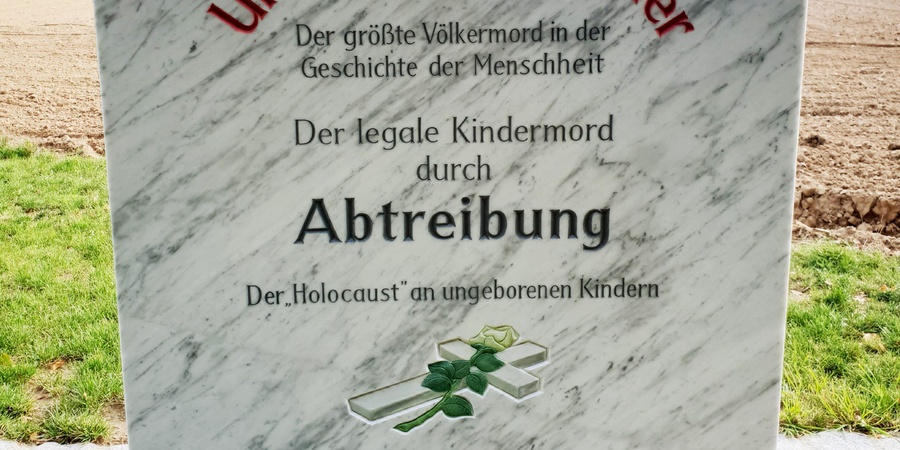 Der größte Völkermord in der
Geschichte der Menschheit
Der legale Kindermord
durch
Abtreibung
Der „Holocaust" an ungeborenen Kindern